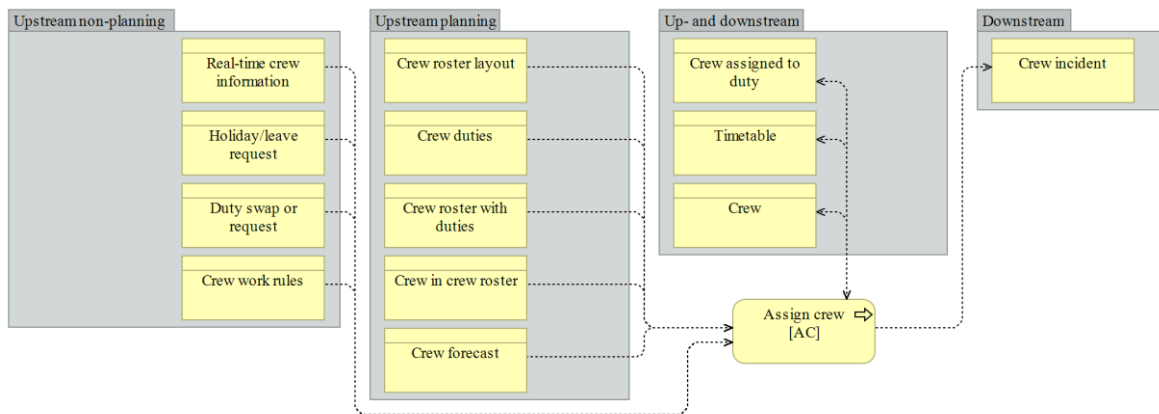 Upstream non-planning
Real-time crew
information
Holiday/leave
request
Duty swap or
request
Crew work rules
Upstream planning
Crew roster layout
Crew duties
Crew roster with
duties
Crew in crew roster
Crew forecast
Up- and downstream
Crew assigned to
duty
Timetable
Crew
Assign crew
[AC]
Downstream
Crew incident